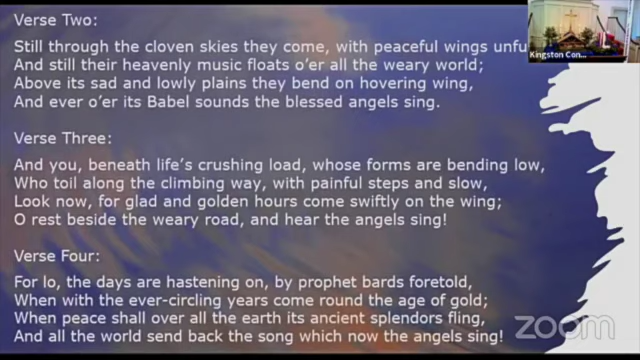 Verse Two:
Still through the cloven skies they come, with peaceful wings unfu
And still their heavenly music floats o'er all the weary world;
Above its sad and lowly plains they bend on hovering wing,
And ever o'er its Babel sounds the blessed angels sing.
Verse Three:
And you, beneath life's crushing load, whose forms are bending low,
Who toil along the climbing way, with painful steps and slow,
Look now, for glad and golden hours come swiftly on the wing;
O rest beside the weary road, and hear the angels sing!
Verse Four:
For lo, the days are hastening on, by prophet bards foretold,
When with the ever-circling years come round the age of gold;
When peace shall over all the earth its ancient splendors fling,
And all the world send back the song which now the angels sing!
Kingston Con...
zoom